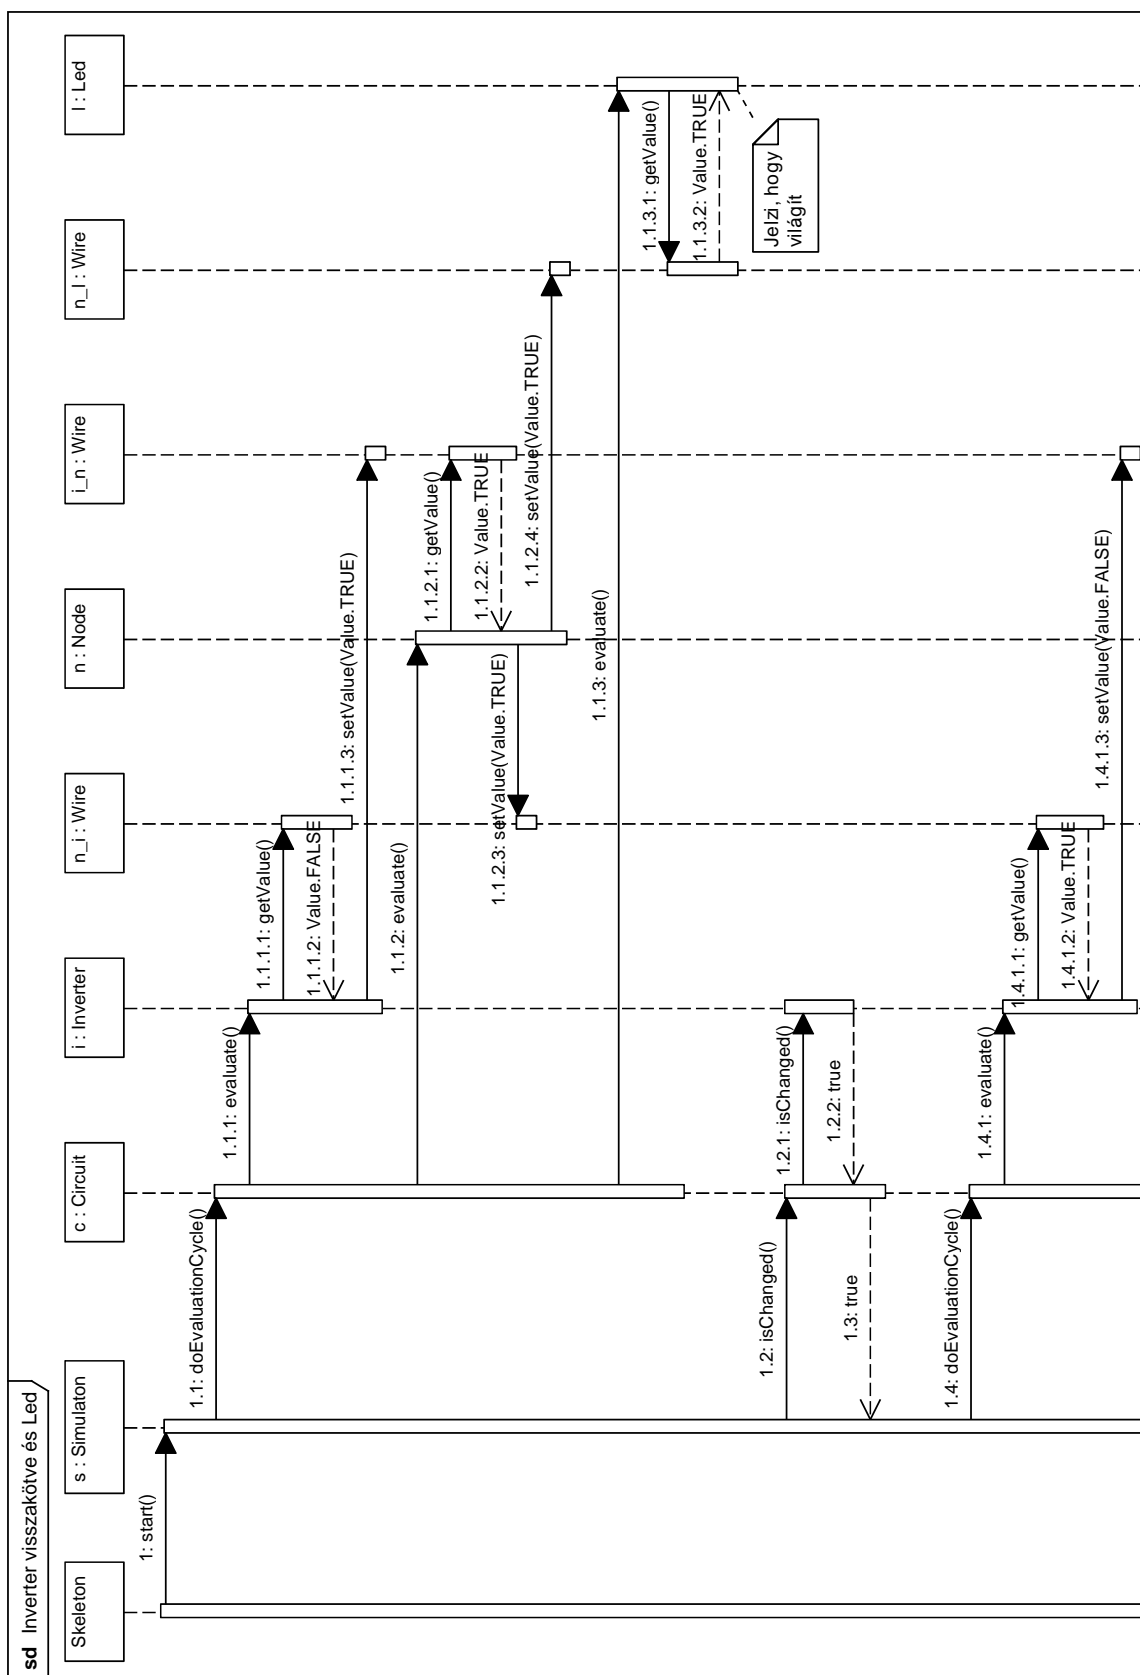 sd Inverter visszakötve és Led
Skeleton
s : Simulaton
c : Circuit
i : Inverter
n_i : Wire
n : Node
i_n : Wire
n_l : Wire
l : Led
1: start()
1.1: doEvaluationCycle()
1.1.1: evaluate()
1.1.1.1: getValue()
1.1.1.2: Value.FALSE
1.1.1.3: setValue(Value.TRUE)
1.1.2: evaluate()
1.1.2.1: getValue()
1.1.2.2: Value.TRUE
1.1.2.3: setValue(Value.TRUE)
1.1.2.4: setValue(Value.TRUE)
1.1.3: evaluate()
1.1.3.1: getValue()
1.1.3.2: Value.TRUE
Jelzi, hogy
világít
1.2: isChanged()
1.2.1: isChanged()
1.2.2: true
1.3: true
1.4: doEvaluationCycle()
1.4.1: evaluate()
1.4.1.1: getValue()
1.4.1.2: Value.TRUE
1.4.1.3: setValue(Value.FALSE)